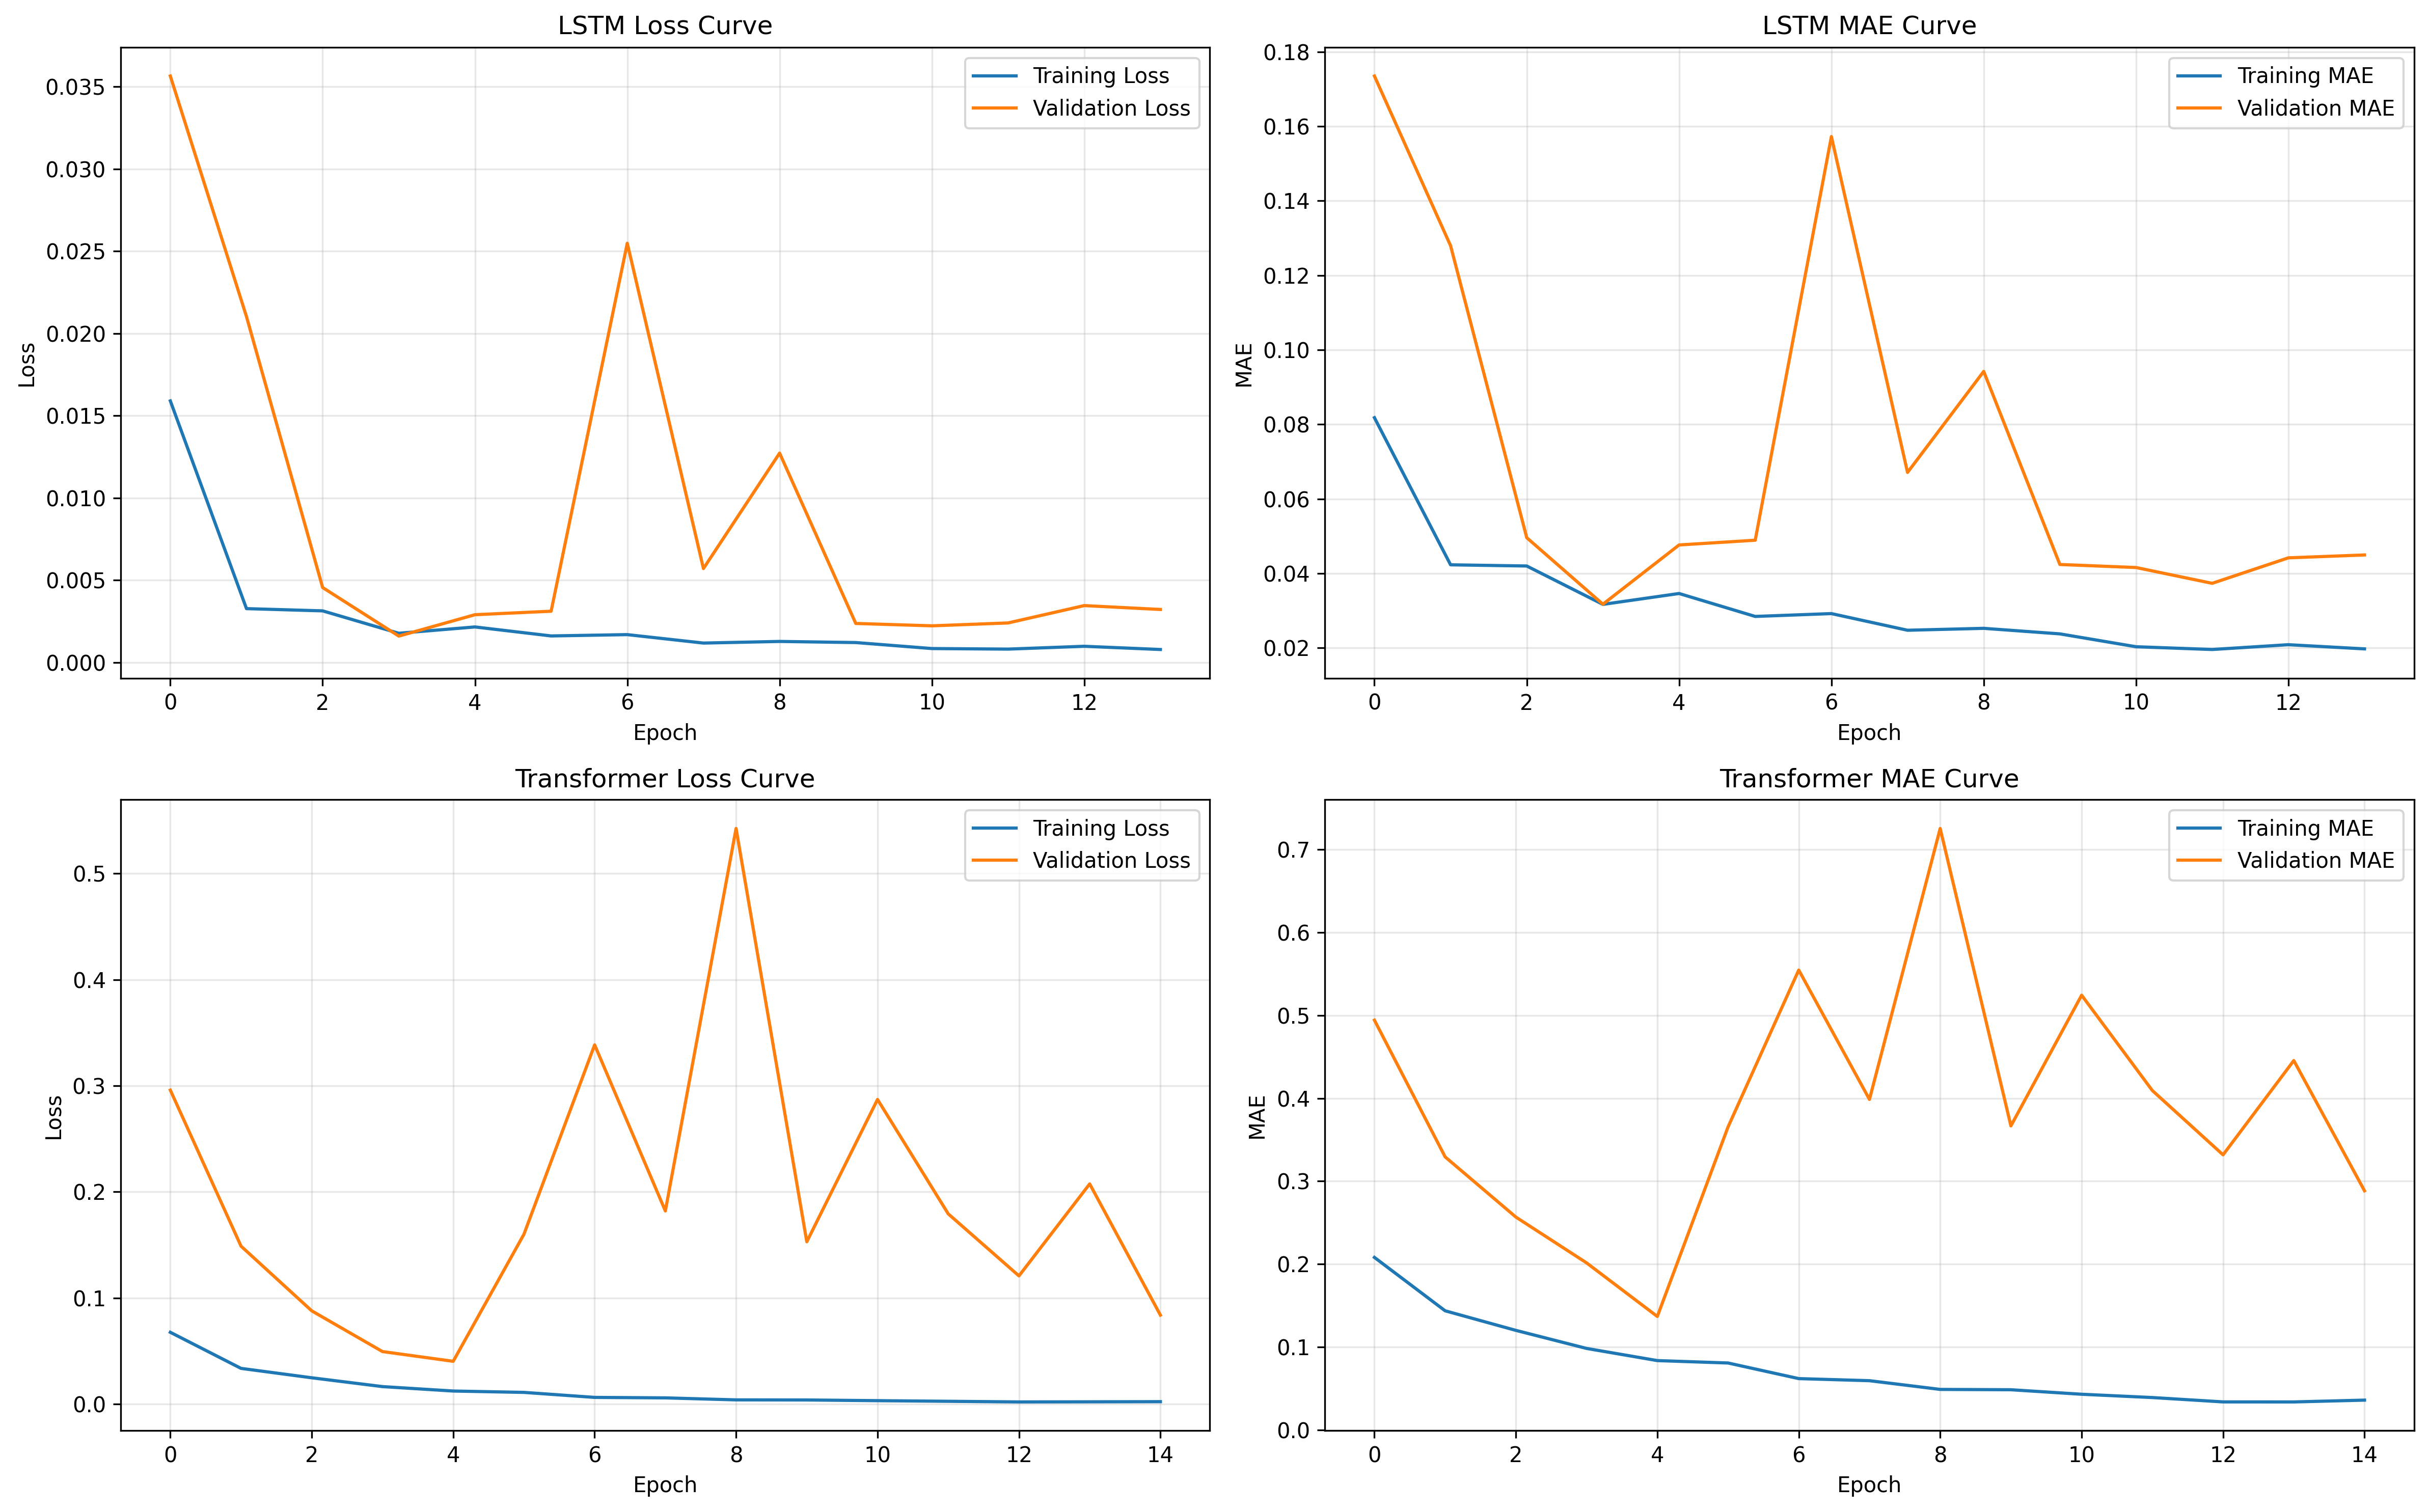 LSTM Loss Curve
0.035
0.030
0.025
0.020
0.015
0.010
0.005
0.000
Loss
0 2 4 6 8 10 12
Epoch
Training Loss
Validation Loss
LSTM MAE Curve
0.18
0.16
0.14
0.12
0.10
0.08
0.06
0.04
0.02
MAE
0 2 4 6 8 10 12
Epoch
Training MAE
Validation MAE
Transformer Loss Curve
0.5
0.4
0.3
0.2
0.1
0.0
Loss
0 2 4 6 8 10 12 14
Epoch
Training Loss
Validation Loss
Transformer MAE Curve
0.7
0.6
0.5
0.4
0.3
0.2
0.1
0.0
MAE
0 2 4 6 8 10 12 14
Epoch
Training MAE
Validation MAE